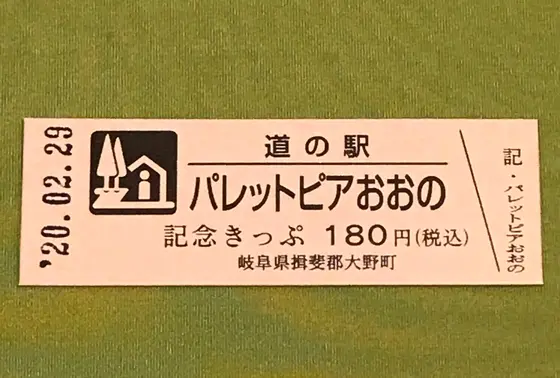 '20.02.29
道の駅
パレットピアおおの
記念きっぷ 180円(税込)
岐阜県揖斐郡大野町
記・パレットピアおおの